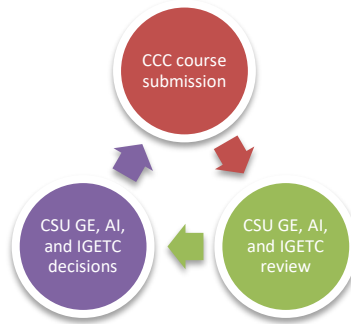 CCC course
submission
CSU GE, AI,
and IGETC
review
CSU GE, AI,
and IGETC
decisions